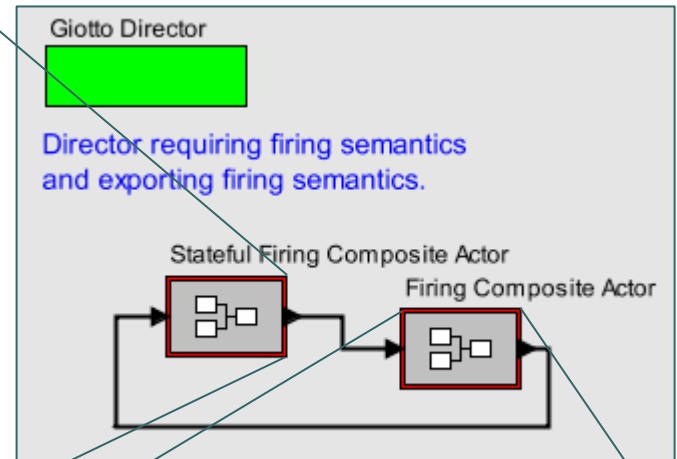 Giotto Director
Director requiring firing semantics
and exporting firing semantics.
Stateful Firing Composite Actor
Firing Composite Actor